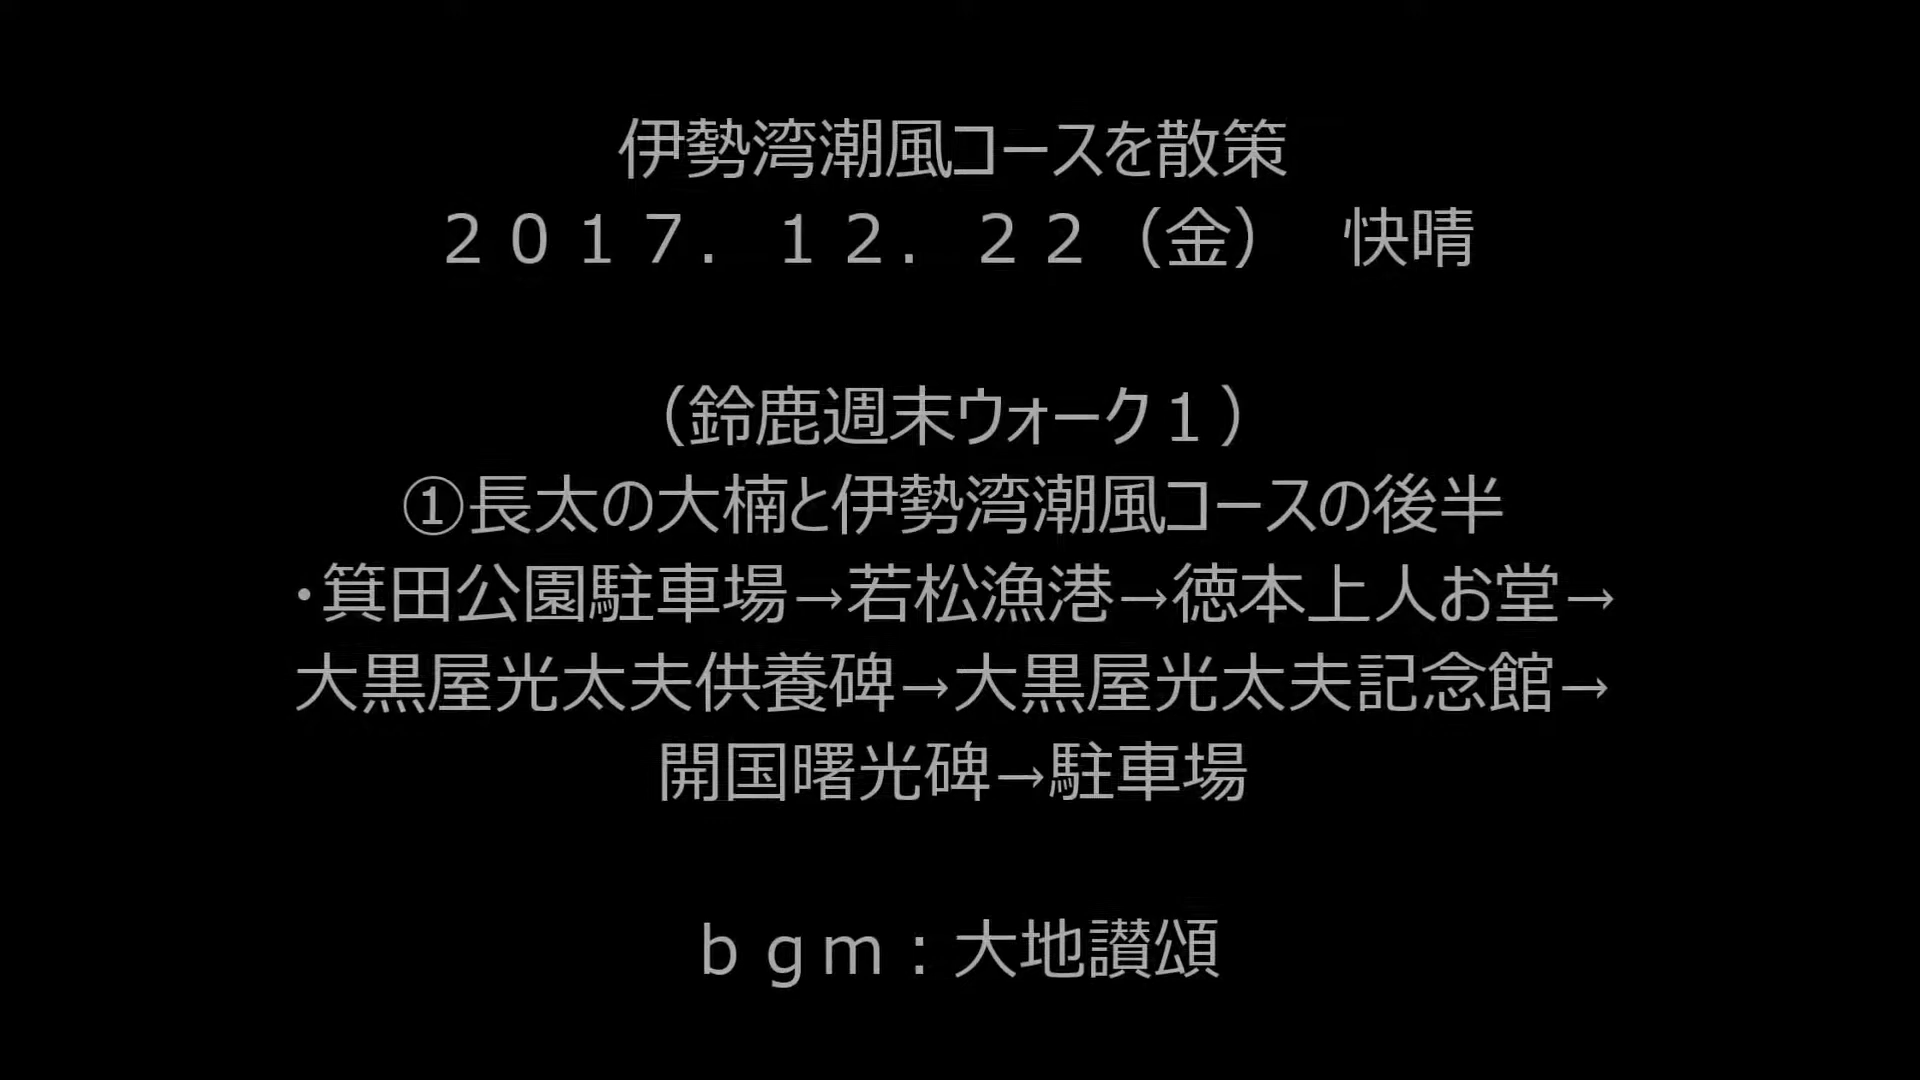 伊勢湾潮風コースを散策
２０１７．１２．２２（金）　快晴
（鈴鹿週末ウォーク１）
①長太の大楠と伊勢湾潮風コースの後半
・箕田公園駐車場→若松漁港→徳本上人お堂→
大黒屋光太夫供養碑→大黒屋光太夫記念館→
開国曙光碑→駐車場
ｂｇｍ：大地讃頌